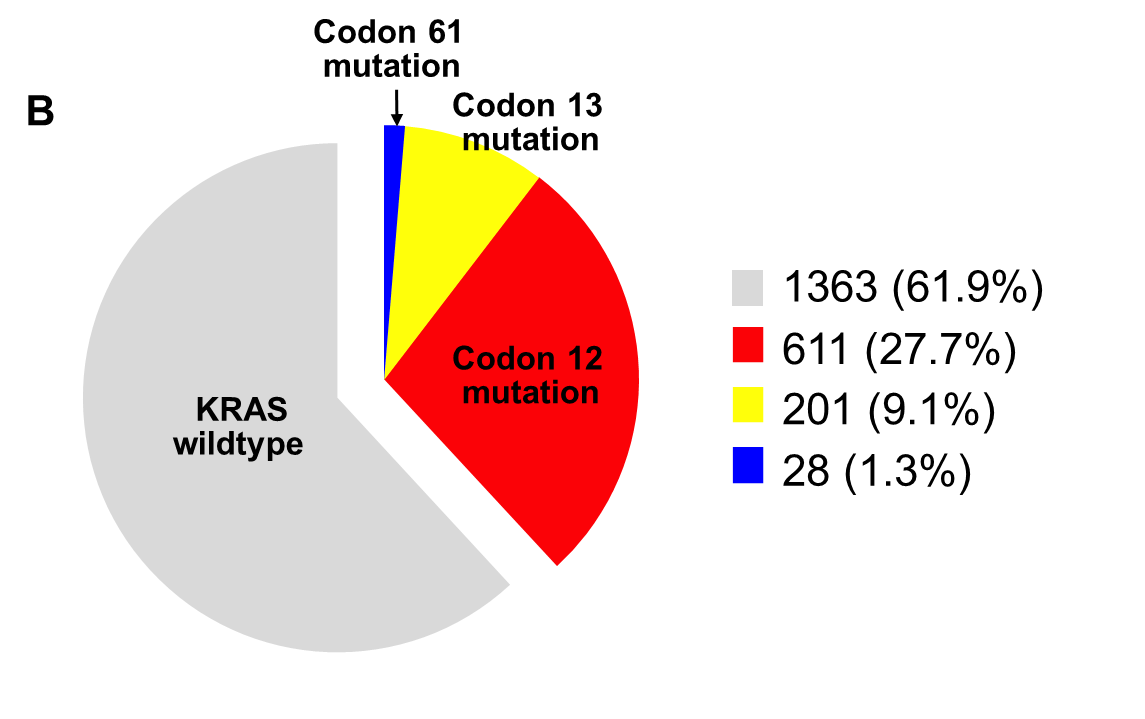 Codon 61
mutation
B
Codon 13
mutation
Codon 12
mutation
KRAS
wildtype
1363 (61.9%)
611 (27.7%)
201 (9.1%)
28 (1.3%)